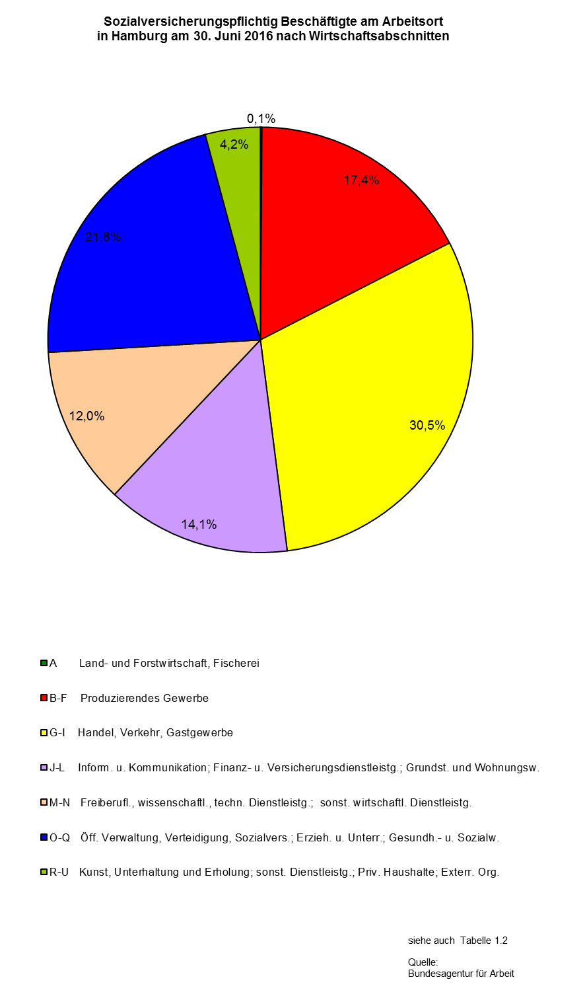 Sozialversicherungspflichtig Beschäftigte am Arbeitsort
in Hamburg am 30. Juni 2016 nach Wirtschaftsabschnitten
0,1%
4,2%
17,4%
21,8%
12,0%
30,5%
14,1%
A Land- und Forstwirtschaft, Fischerei
B-F Produzierendes Gewerbe
G-I Handel, Verkehr, Gastgewerbe
J-L Inform. u. Kommunikation; Finanz- u. Versicherungsdienstleistg.; Grundst. und Wohnungsw.
M-N Freiberufl., wissenschaftl., techn. Dienstleistg.; sonst. wirtschaftl. Dienstleistg.
O-Q Öff. Verwaltung, Verteidigung, Sozialvers.; Erzieh. u. Unterr.; Gesundh.- u. Sozialw.
R-U Kunst, Unterhaltung und Erholung; sonst. Dienstleistg.; Priv. Haushalte; Exterr. Org.
siehe auch Tabelle 1.2
Quelle:
Bundesagentur für Arbeit